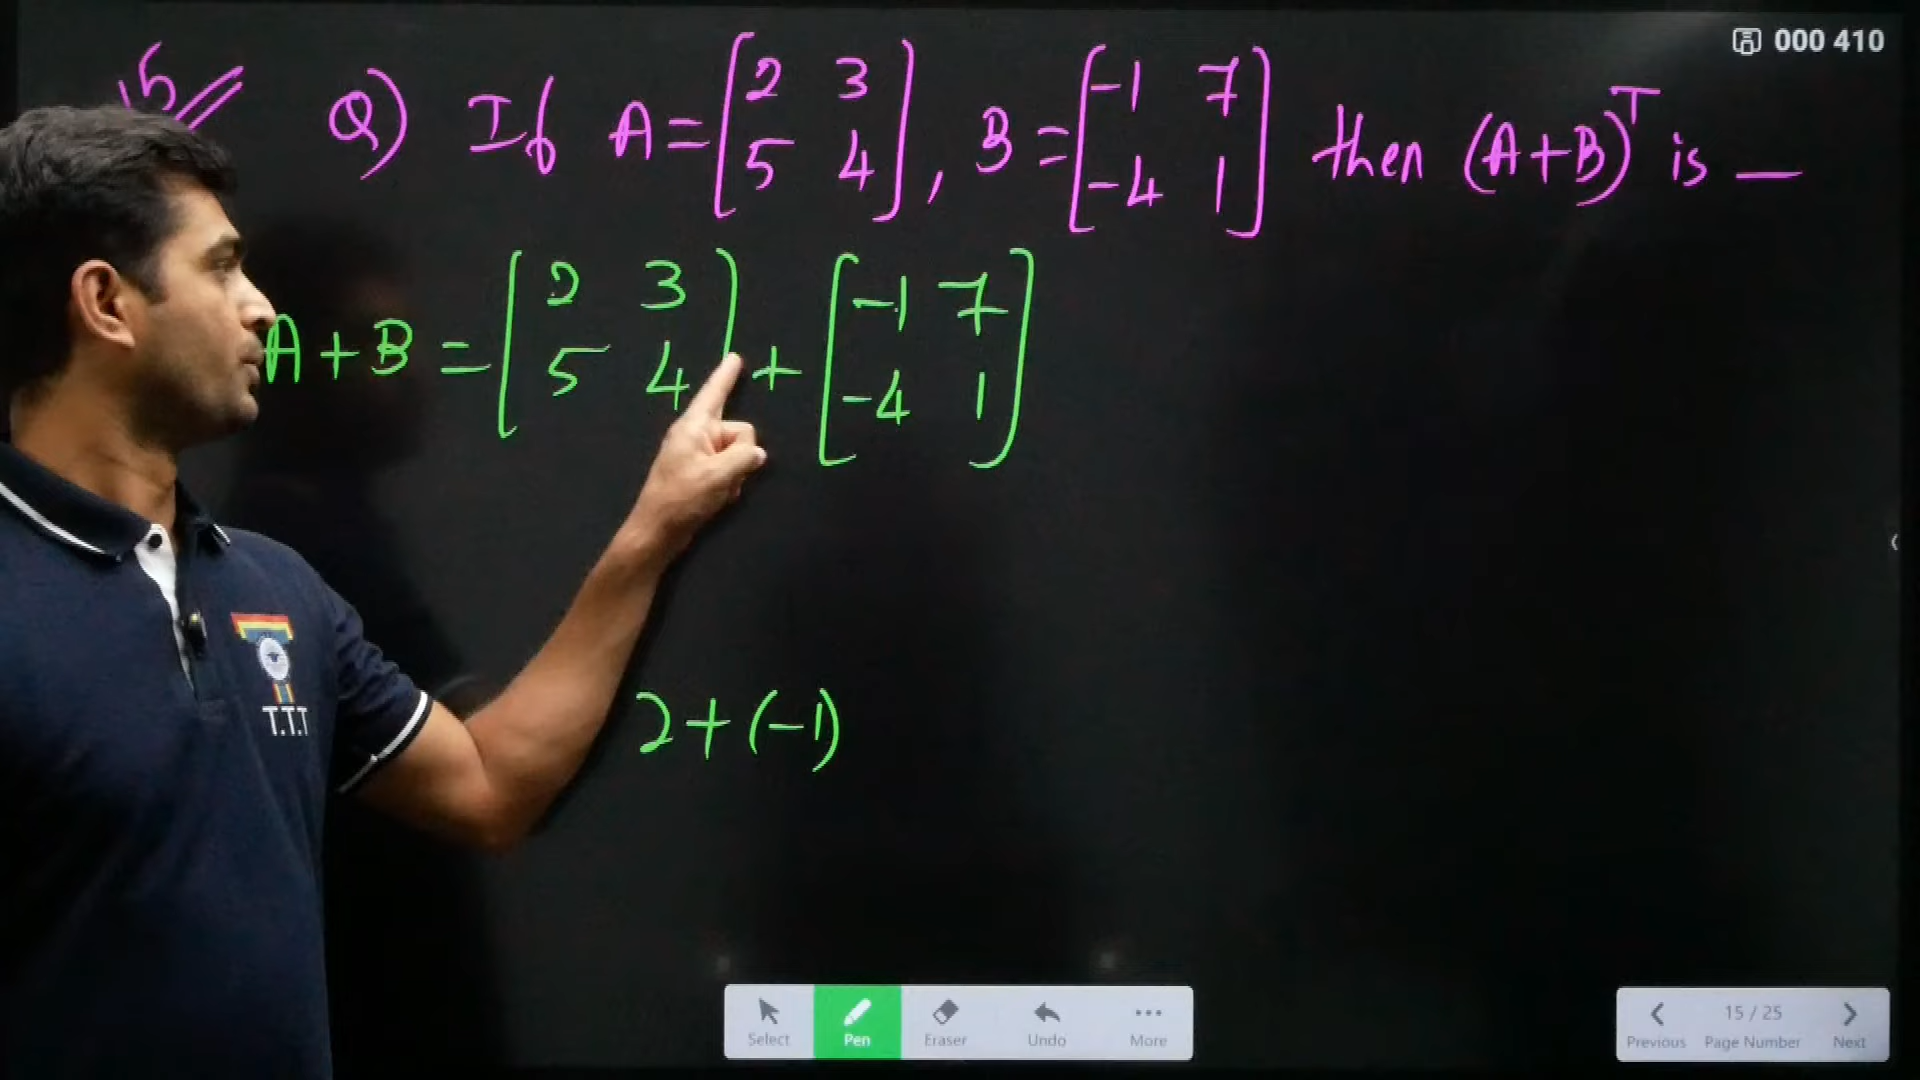 000 410
15
Q) If A = [2 3 5 4], B = [-1 7 -4 1] then (A+B)^T is —
A + B = [2 3 5 4] + [-1 7 -4 1]
T.T.T
2 + (-1)
Select Pen Eraser Undo More
15 / 25
Previous Page Number Next